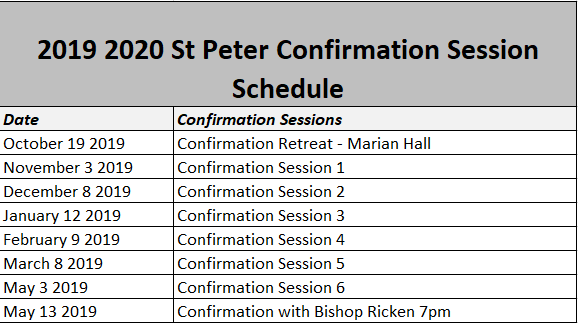 2019 2020 St Peter Confirmation Session
Schedule
Date Confirmation Sessions
October 19 2019 Confirmation Retreat - Marian Hall
November 3 2019 Confirmation Session 1
December 8 2019 Confirmation Session 2
January 12 2019 Confirmation Session 3
February 9 2019 Confirmation Session 4
March 8 2019 Confirmation Session 5
May 3 2019 Confirmation Session 6
May 13 2019 Confirmation with Bishop Ricken 7pm